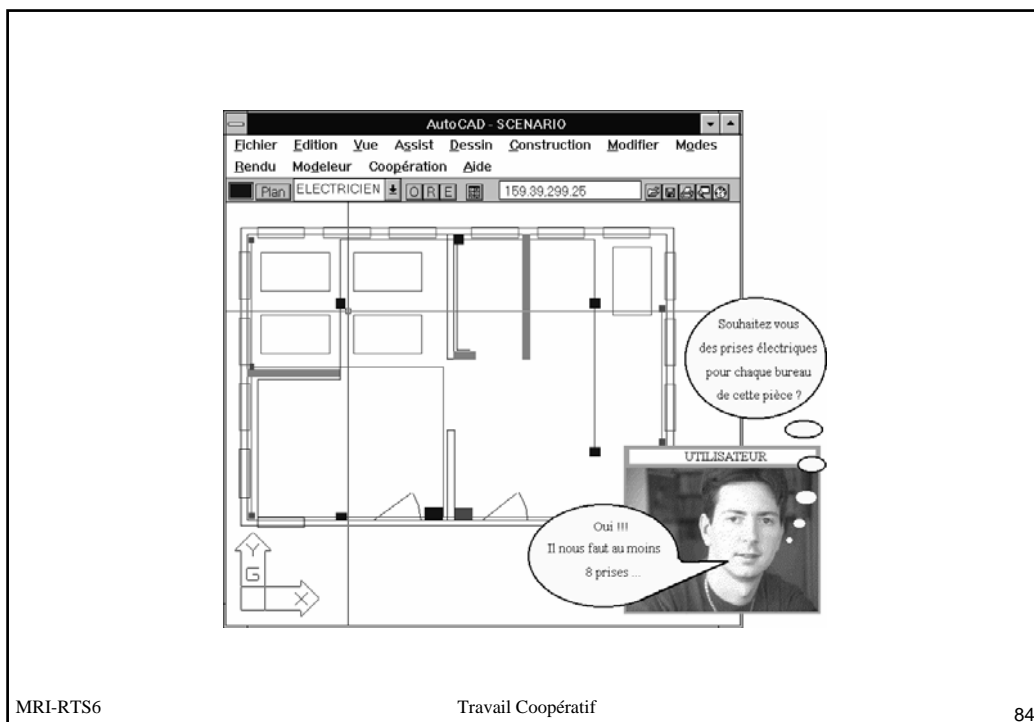 AutoCAD - SCENARIO
Fichier Edition Vue Assist Dessin Construction Modifier Modes
Rendu Modeleur Coopération Aide
Plan ELECTRICIEN O R E 159.39,299.25
Souhaitez vous
des prises électriques
pour chaque bureau
de cette pièce ?
UTILISATEUR
Oui !!!
Il nous faut au moins
8 prises ...
Y
G
X
MRI-RTS6 Travail Coopératif 84